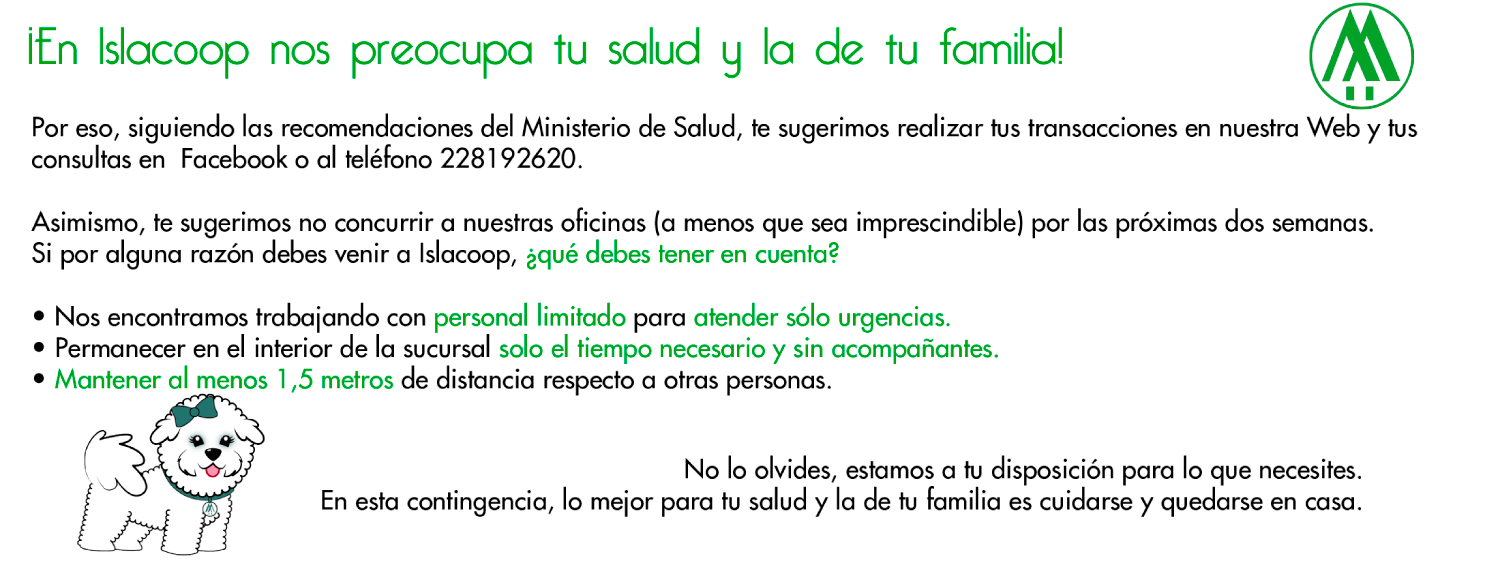 ¡En Islacoop nos preocupa tu salud y la de tu familia!
Por eso, siguiendo las recomendaciones del Ministerio de Salud, te sugerimos realizar tus transacciones en nuestra Web y tus
consultas en Facebook o al teléfono 228192620.
Asimismo, te sugerimos no concurrir a nuestras oficinas (a menos que sea imprescindible) por las próximas dos semanas.
Si por alguna razón debes venir a Islacoop, ¿qué debes tener en cuenta?
• Nos encontramos trabajando con personal limitado para atender sólo urgencias.
• Permanecer en el interior de la sucursal solo el tiempo necesario y sin acompañantes.
• Mantener al menos 1,5 metros de distancia respecto a otras personas.
No lo olvides, estamos a tu disposición para lo que necesites.
En esta contingencia, lo mejor para tu salud y la de tu familia es cuidarse y quedarse en casa.